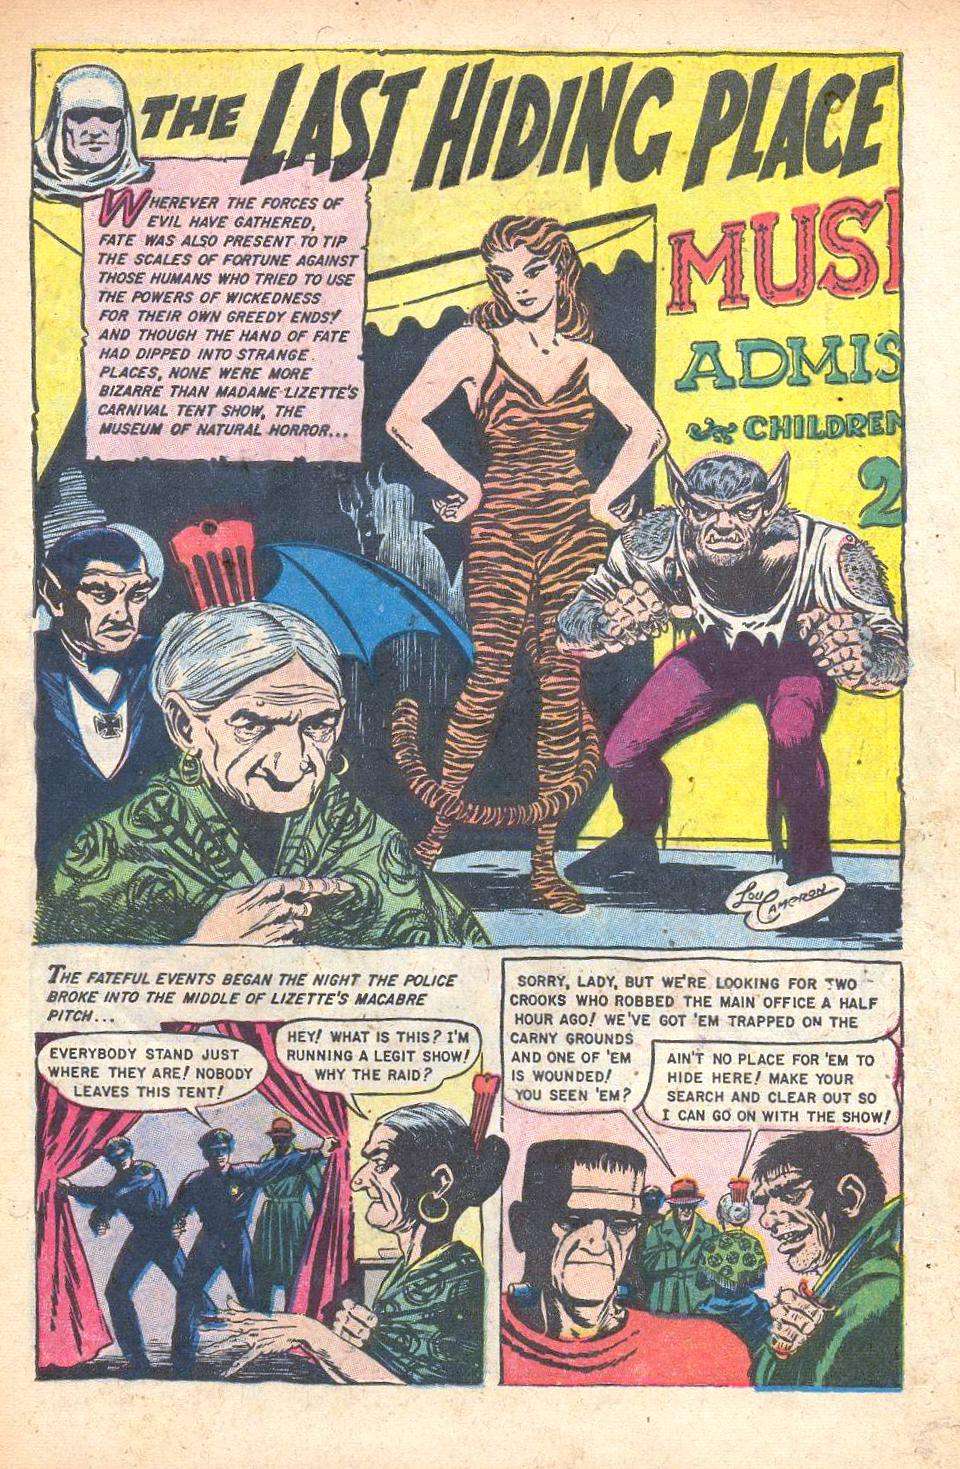 THE LAST HIDING PLACE
WHEREVER THE FORCES OF
EVIL HAVE GATHERED,
FATE WAS ALSO PRESENT TO TIP
THE SCALES OF FORTUNE AGAINST
THOSE HUMANS WHO TRIED TO USE
THE POWERS OF WICKEDNESS
FOR THEIR OWN GREEDY ENDS!
AND THOUGH THE HAND OF FATE
HAD DIPPED INTO STRANGE
PLACES, NONE WERE MORE
BIZARRE THAN MADAME LIZETTE'S
CARNIVAL TENT SHOW, THE
MUSEUM OF NATURAL HORROR...
MUSE
ADMIS
CHILDREN
2
LOU
CAMERON
THE FATEFUL EVENTS BEGAN THE NIGHT THE POLICE
BROKE INTO THE MIDDLE OF LIZETTE'S MACABRE
PITCH...
EVERYBODY STAND JUST
WHERE THEY ARE! NOBODY
LEAVES THIS TENT!
HEY! WHAT IS THIS? I'M
RUNNING A LEGIT SHOW!
WHY THE RAID?
SORRY, LADY, BUT WE'RE LOOKING FOR TWO
CROOKS WHO ROBBED THE MAIN OFFICE A HALF
HOUR AGO! WE'VE GOT 'EM TRAPPED ON THE
CARNY GROUNDS
AND ONE OF 'EM
IS WOUNDED!
YOU SEEN 'EM?
AIN'T NO PLACE FOR 'EM TO
HIDE HERE! MAKE YOUR
SEARCH AND CLEAR OUT SO
I CAN GO ON WITH THE SHOW!